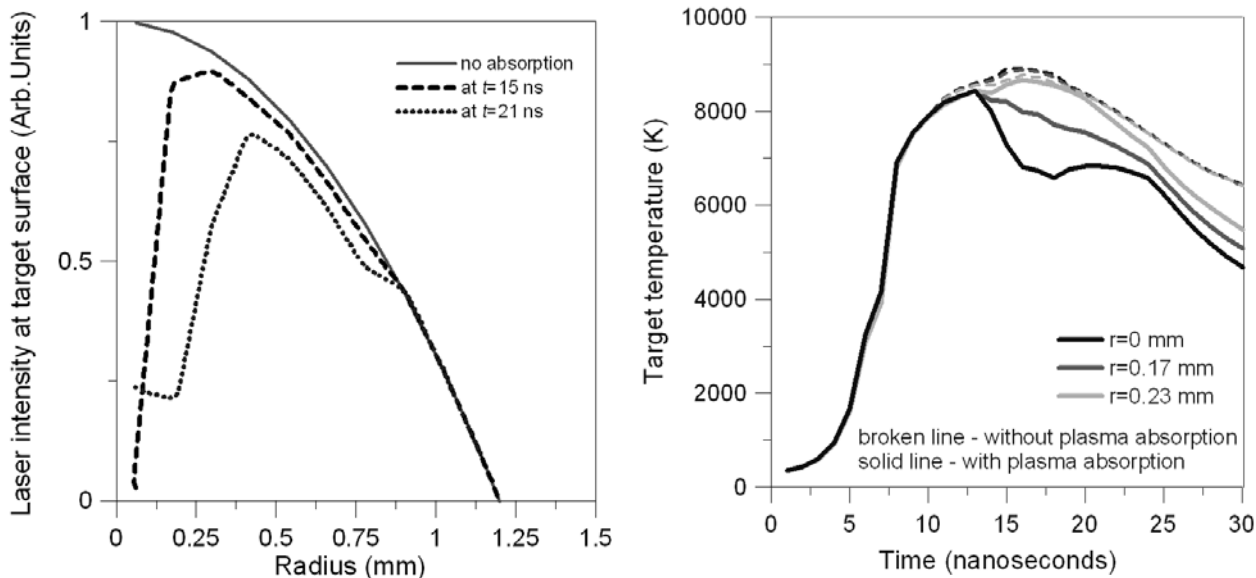 Laser intensity at target surface (Arb.Units)
1
0.5
0
no absorption
at t=15 ns
at t=21 ns
0 0.25 0.5 0.75 1 1.25 1.5
Radius (mm)
Target temperature (K)
10000
8000
6000
4000
2000
0
r=0 mm
r=0.17 mm
r=0.23 mm
broken line - without plasma absorption
solid line - with plasma absorption
0 5 10 15 20 25 30
Time (nanoseconds)